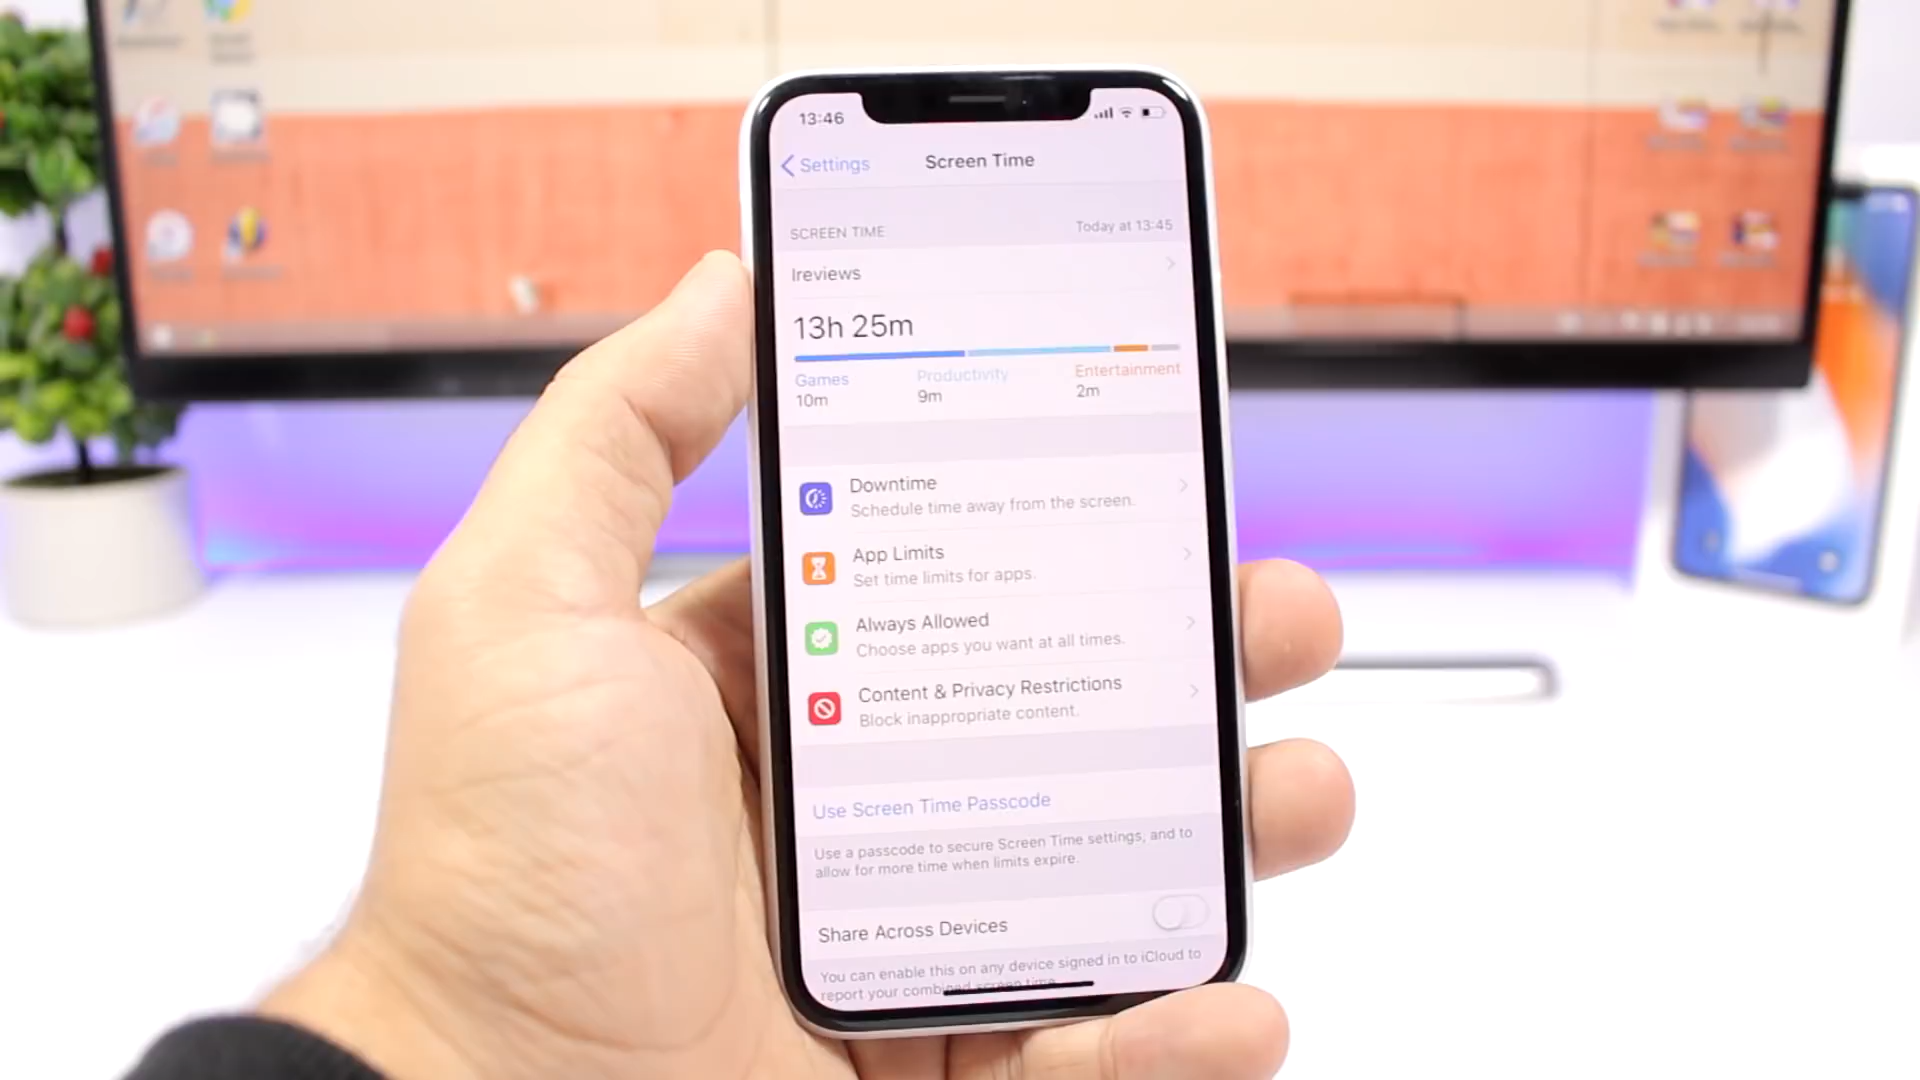 13:46
Settings
Screen Time
SCREEN TIME
Today at 13:45
Ireviews
13h 25m
Games
Productivity
Entertainment
10m
9m
2m
Downtime
Schedule time away from the screen.
App Limits
Set time limits for apps.
Always Allowed
Choose apps you want at all times.
Content & Privacy Restrictions
Block inappropriate content.
Use Screen Time Passcode
Use a passcode to secure Screen Time settings, and to
allow for more time when limits expire.
Share Across Devices
You can enable this on any device signed in to iCloud to
report your combined screen time.